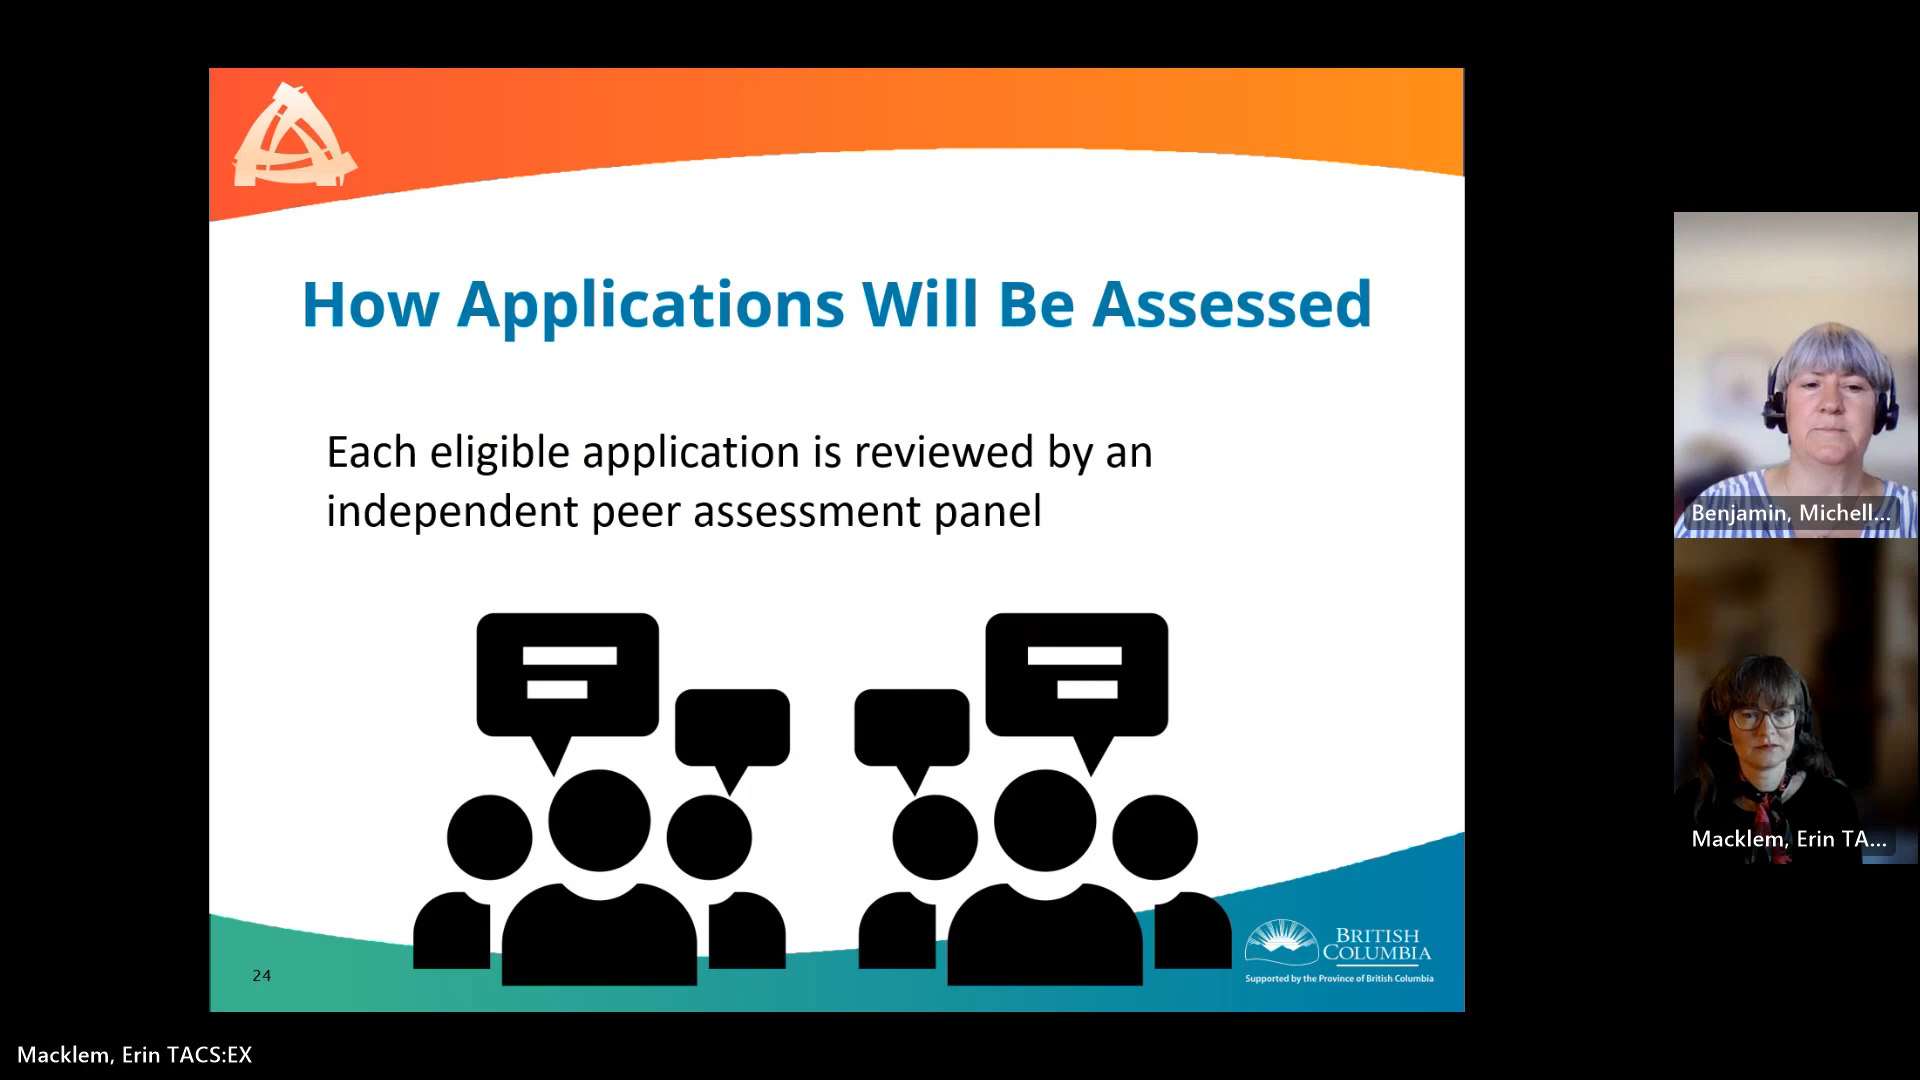 How Applications Will Be Assessed
Each eligible application is reviewed by an
independent peer assessment panel
24
BRITISH
COLUMBIA
Supported by the Province of British Columbia
Benjamin, Michell...
Macklem, Erin TA...
Macklem, Erin TACS:EX